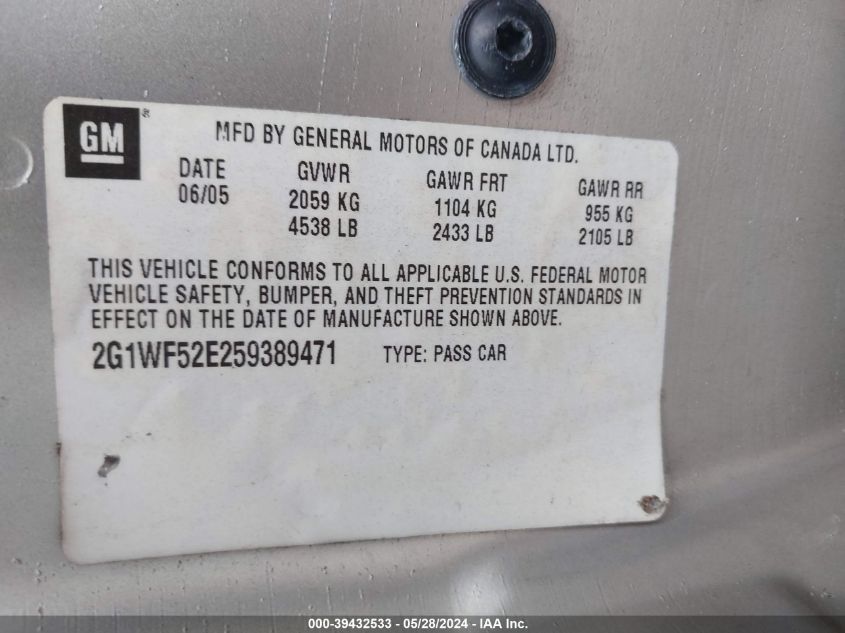 GM ®
MFD BY GENERAL MOTORS OF CANADA LTD.
DATE GVWR GAWR FRT GAWR RR
06/05 2059 KG 1104 KG 955 KG
4538 LB 2433 LB 2105 LB
THIS VEHICLE CONFORMS TO ALL APPLICABLE U.S. FEDERAL MOTOR
VEHICLE SAFETY, BUMPER, AND THEFT PREVENTION STANDARDS IN
EFFECT ON THE DATE OF MANUFACTURE SHOWN ABOVE.
2G1WF52E259389471 TYPE: PASS CAR
000-39432533 - 05/28/2024 - IAA Inc.